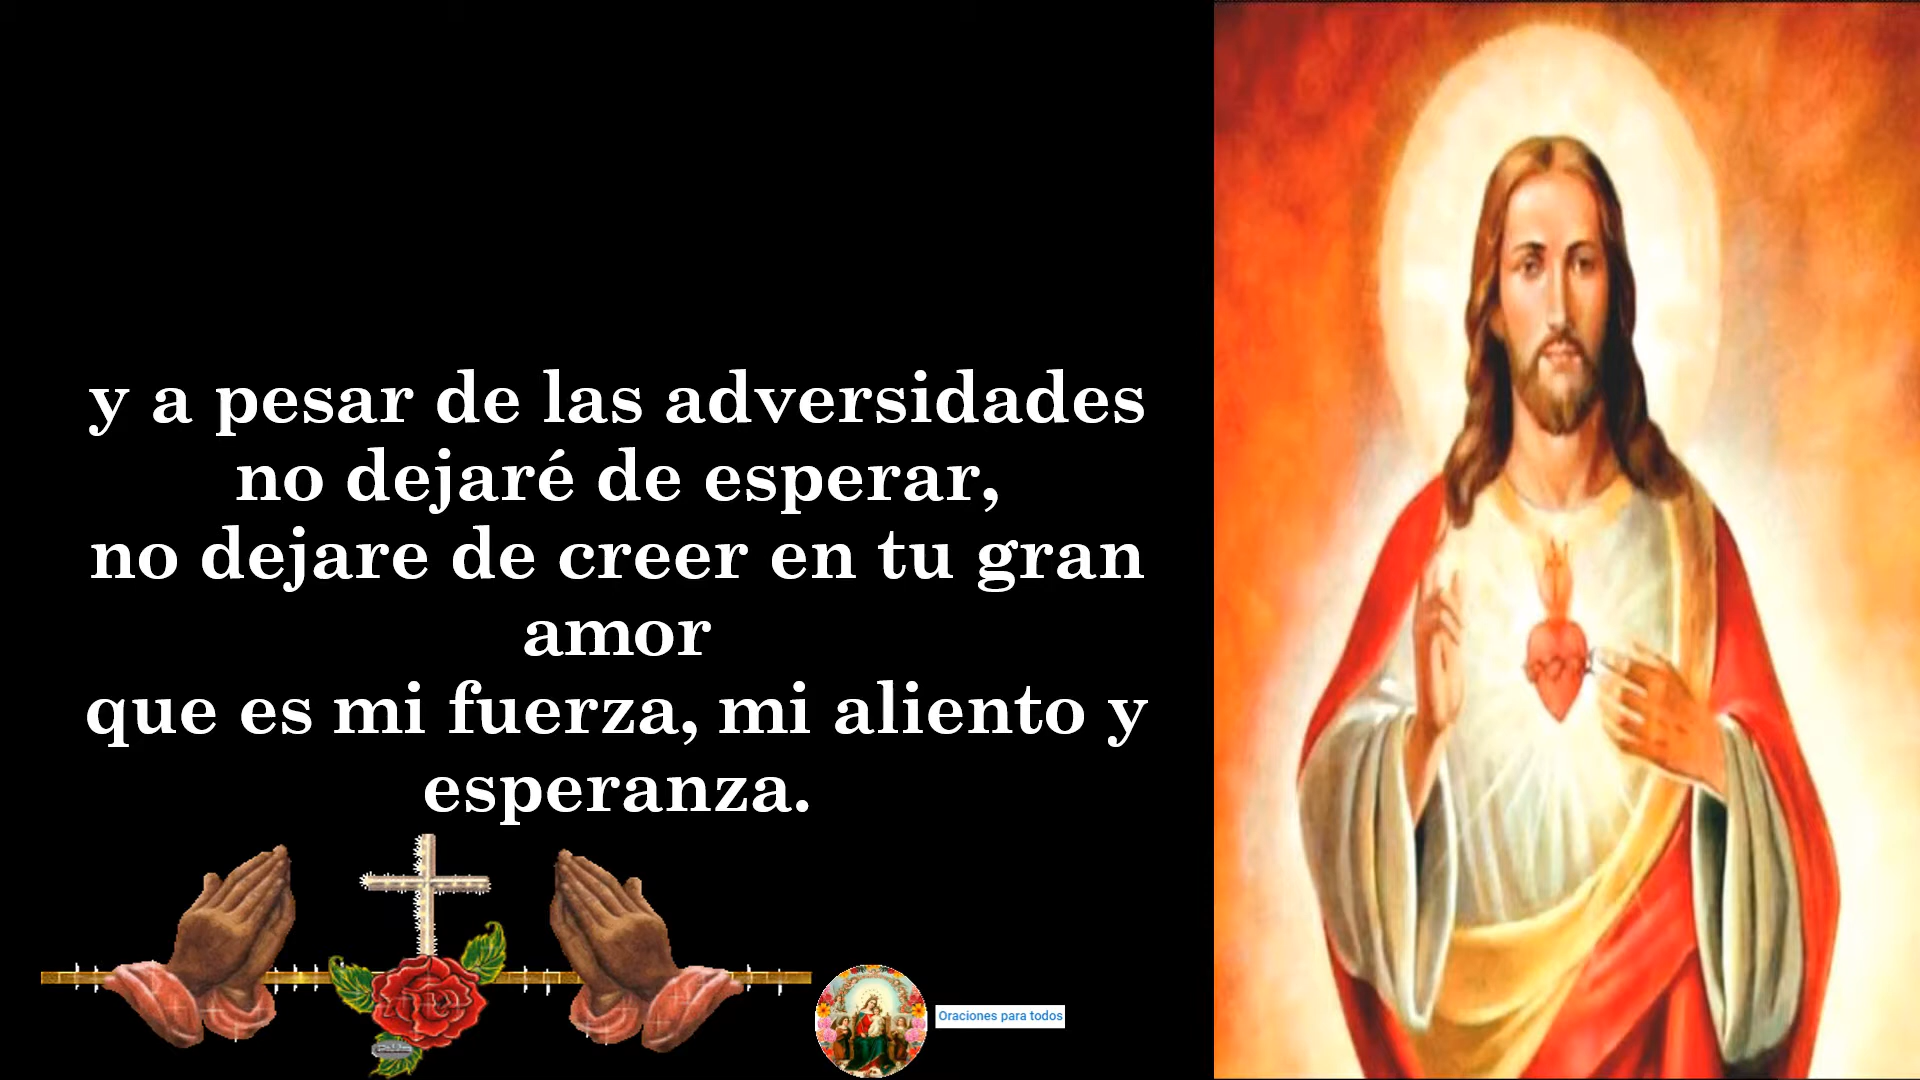 y a pesar de las adversidades
no dejaré de esperar,
no dejare de creer en tu gran
amor
que es mi fuerza, mi aliento y
esperanza.
Oraciones para todos